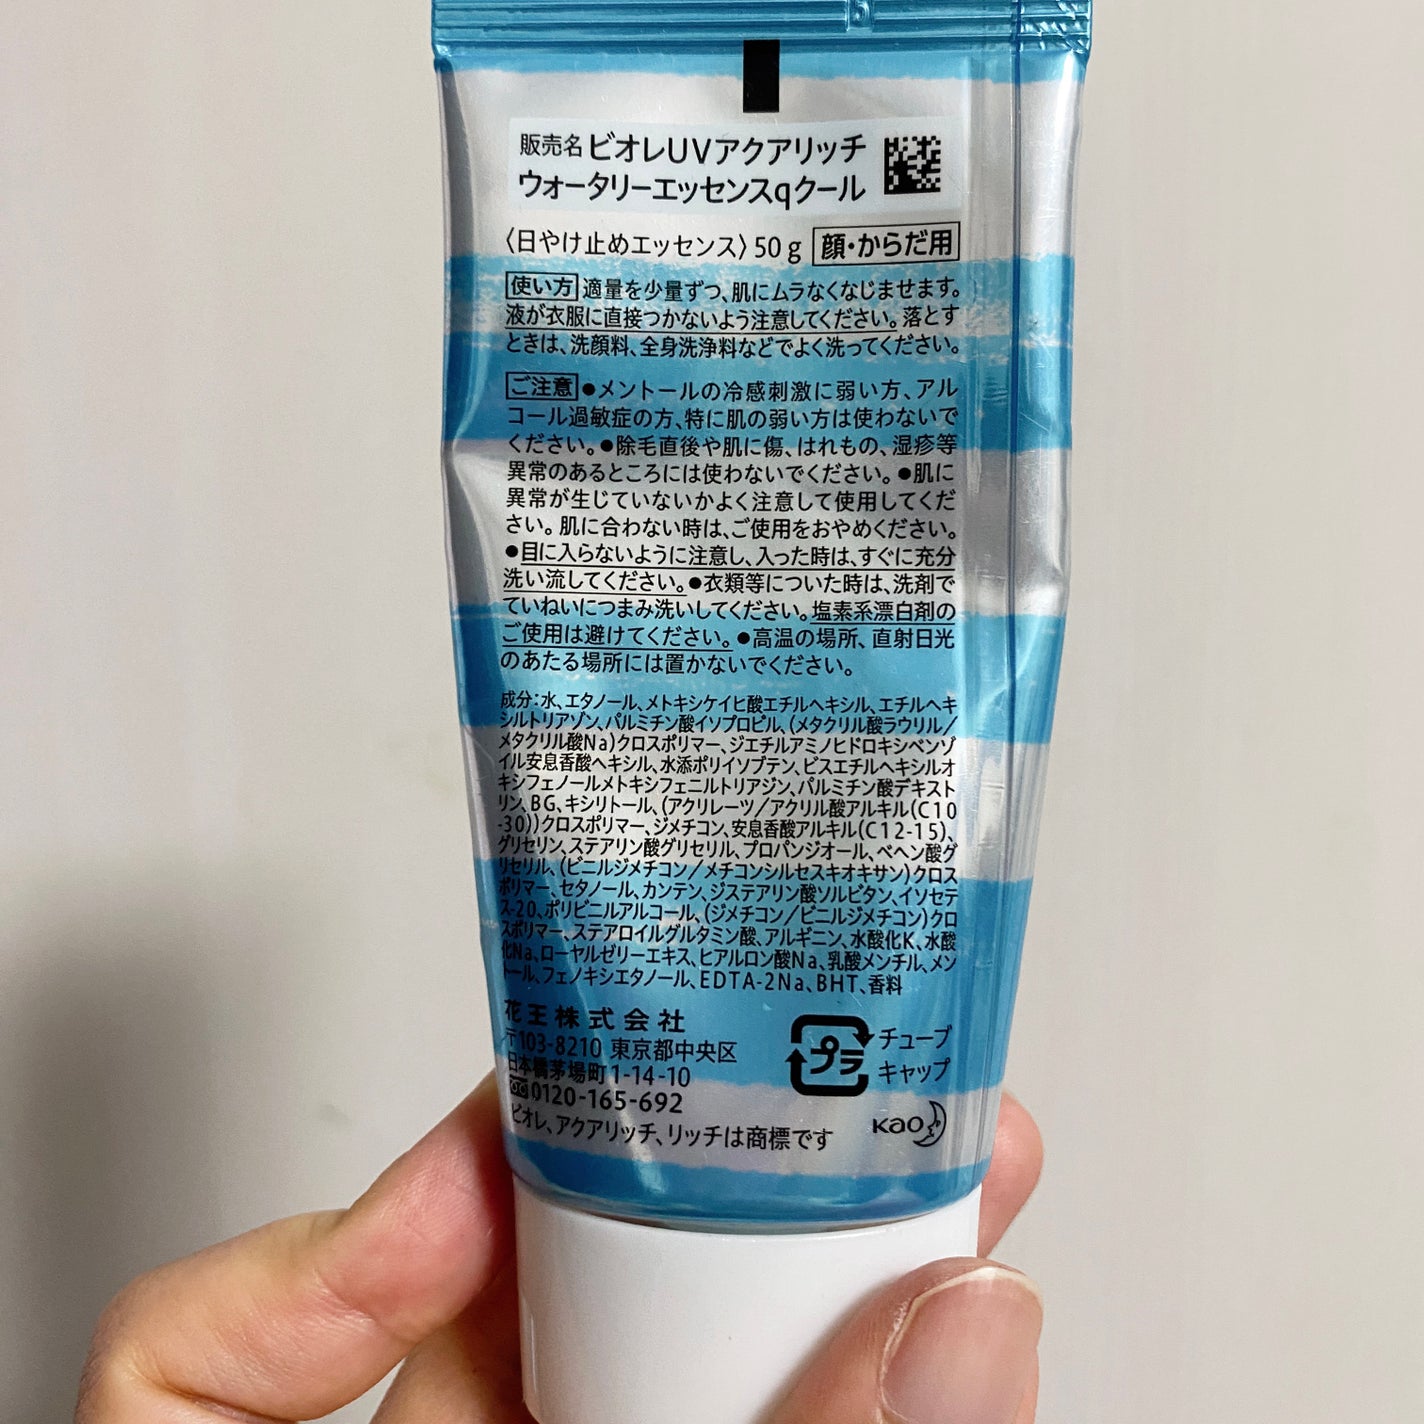 販売名 ビオレUVアクアリッチ
ウォータリーエッセンスqクール
〈日やけ止めエッセンス〉50g 顔・からだ用
使い方 適量を少量ずつ、肌にムラなくなじませます。
液が衣服に直接つかないよう注意してください。落とす
ときは、洗顔料、全身洗浄料などでよく洗ってください。
ご注意 ●メントールの冷感刺激に弱い方、アル
コール過敏症の方、特に肌の弱い方は使わないで
ください。●除毛直後や肌に傷、はれもの、湿疹等
異常のあるところには使わないでください。●肌に
異常が生じていないかよく注意して使用してくだ
さい。肌に合わない時は、ご使用をおやめください。
●目に入らないように注意し、入った時は、すぐに充分
洗い流してください。●衣類等についた時は、洗剤で
ていねいにつまみ洗いしてください。塩素系漂白剤の
ご使用は避けてください。●高温の場所、直射日光
のあたる場所には置かないでください。
成分：水、エタノール、メトキシケイヒ酸エチルヘキシル、エチルヘキ
シルトリアゾン、パルミチン酸イソプロピル、（メタクリル酸ラウリル／
メタクリル酸Na）クロスポリマー、ジエチルアミノヒドロキシベンゾ
イル安息香酸ヘキシル、水添ポリイソブテン、ビスエチルヘキシルオ
キシフェノールメトキシフェニルトリアジン、パルミチン酸デキスト
リン、BG、キシリトール、（アクリレーツ／アクリル酸アルキル（C10
-30））クロスポリマー、ジメチコン、安息香酸アルキル（C12-15）、
グリセリン、ステアリン酸グリセリル、プロパンジオール、ベヘン酸グ
リセリル、（ビニルジメチコン／メチコンシルセスキオキサン）クロス
ポリマー、セタノール、カンテン、ジステアリン酸ソルビタン、イソセテ
ス-20、ポリビニルアルコール、（ジメチコン／ビニルジメチコン）クロ
スポリマー、ステアロイルグルタミン酸、アルギニン、水酸化K、水酸
化Na、ローヤルゼリーエキス、ヒアルロン酸Na、乳酸メンチル、メン
トール、フェノキシエタノール、EDTA-2Na、BHT、香料
花王株式会社
〒103-8210 東京都中央区
日本橋茅場町1-14-10
0120-165-692
ビオレ、アクアリッチ、リッチは商標です
プラ
チューブ
キャップ
Kao